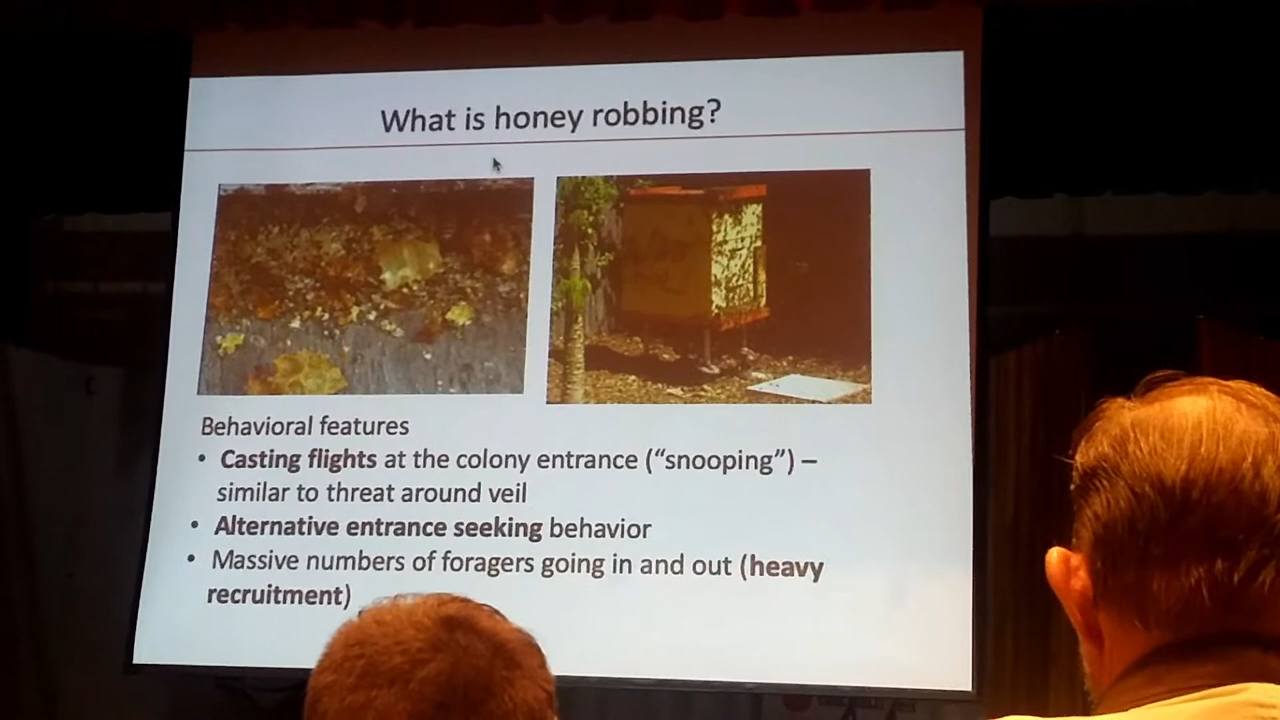 What is honey robbing?
Behavioral features
• Casting flights at the colony entrance (“snooping”) –
similar to threat around veil
• Alternative entrance seeking behavior
• Massive numbers of foragers going in and out (heavy
recruitment)